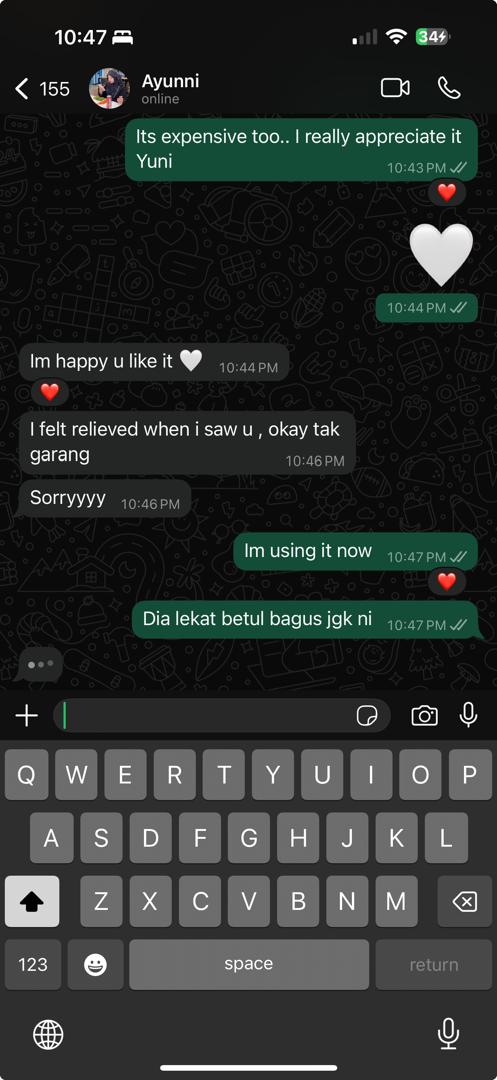 10:47
34
155
Ayunni
online
Its expensive too.. I really appreciate it
Yuni
10:43 PM
10:44 PM
Im happy u like it 🤍 10:44 PM
I felt relieved when i saw u , okay tak
garang
10:46 PM
Sorryyyy 10:46 PM
Im using it now 10:47 PM
Dia lekat betul bagus jgk ni 10:47 PM
Q W E R T Y U I O P
A S D F G H J K L
Z X C V B N M
123 space return